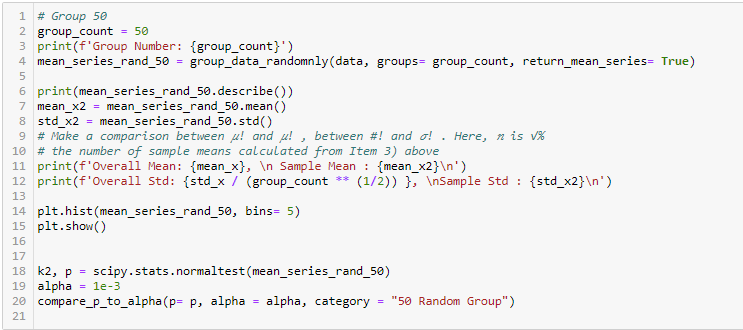 1 # Group 50
2 group_count = 50
3 print(f'Group Number: {group_count}')
4 mean_series_rand_50 = group_data_randomnly(data, groups= group_count, return_mean_series= True)
5
6 print(mean_series_rand_50.describe())
7 mean_x2 = mean_series_rand_50.mean()
8 std_x2 = mean_series_rand_50.std()
9 # Make a comparison between 𝜇! and 𝜇! , between #! and 𝜎! . Here, 𝑛 is √%
10 # the number of sample means calculated from Item 3) above
11 print(f'Overall Mean: {mean_x}, \n Sample Mean : {mean_x2}\n')
12 print(f'Overall Std: {std_x / (group_count ** (1/2)) }, \nSample Std : {std_x2}\n')
13
14 plt.hist(mean_series_rand_50, bins= 5)
15 plt.show()
16
17
18 k2, p = scipy.stats.normaltest(mean_series_rand_50)
19 alpha = 1e-3
20 compare_p_to_alpha(p= p, alpha = alpha, category = "50 Random Group")
21